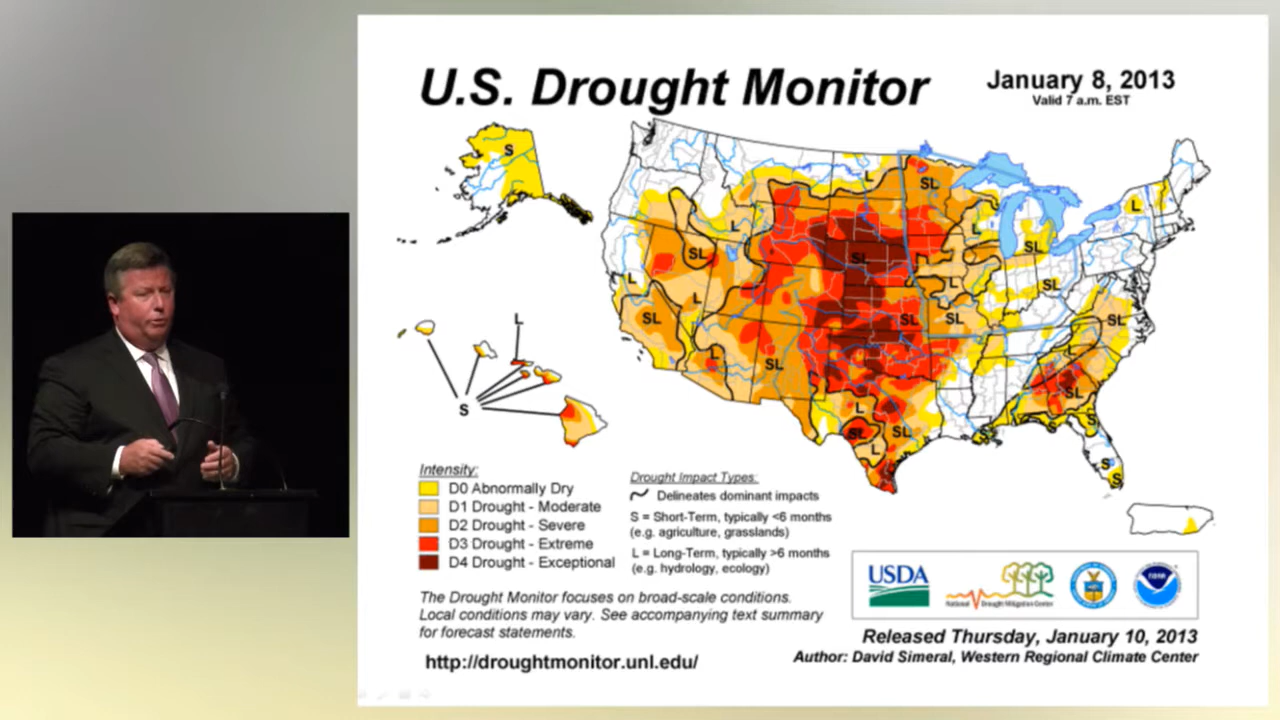 U.S. Drought Monitor
January 8, 2013
Valid 7 a.m. EST
S
L
SL
L
SL
L
SL
L
SL
L
SL
SL
L
SL
L
SL
SL
SL
SL
L
L
SL
L
SL
L
SL
SL
L
S
S
S
S
L
S
Intensity:
D0 Abnormally Dry
D1 Drought - Moderate
D2 Drought - Severe
D3 Drought - Extreme
D4 Drought - Exceptional
Drought Impact Types:
Delineates dominant impacts
S = Short-Term, typically <6 months
(e.g. agriculture, grasslands)
L = Long-Term, typically >6 months
(e.g. hydrology, ecology)
The Drought Monitor focuses on broad-scale conditions.
Local conditions may vary. See accompanying text summary
for forecast statements.
http://droughtmonitor.unl.edu/
USDA
National Drought Mitigation Center
Released Thursday, January 10, 2013
Author: David Simeral, Western Regional Climate Center